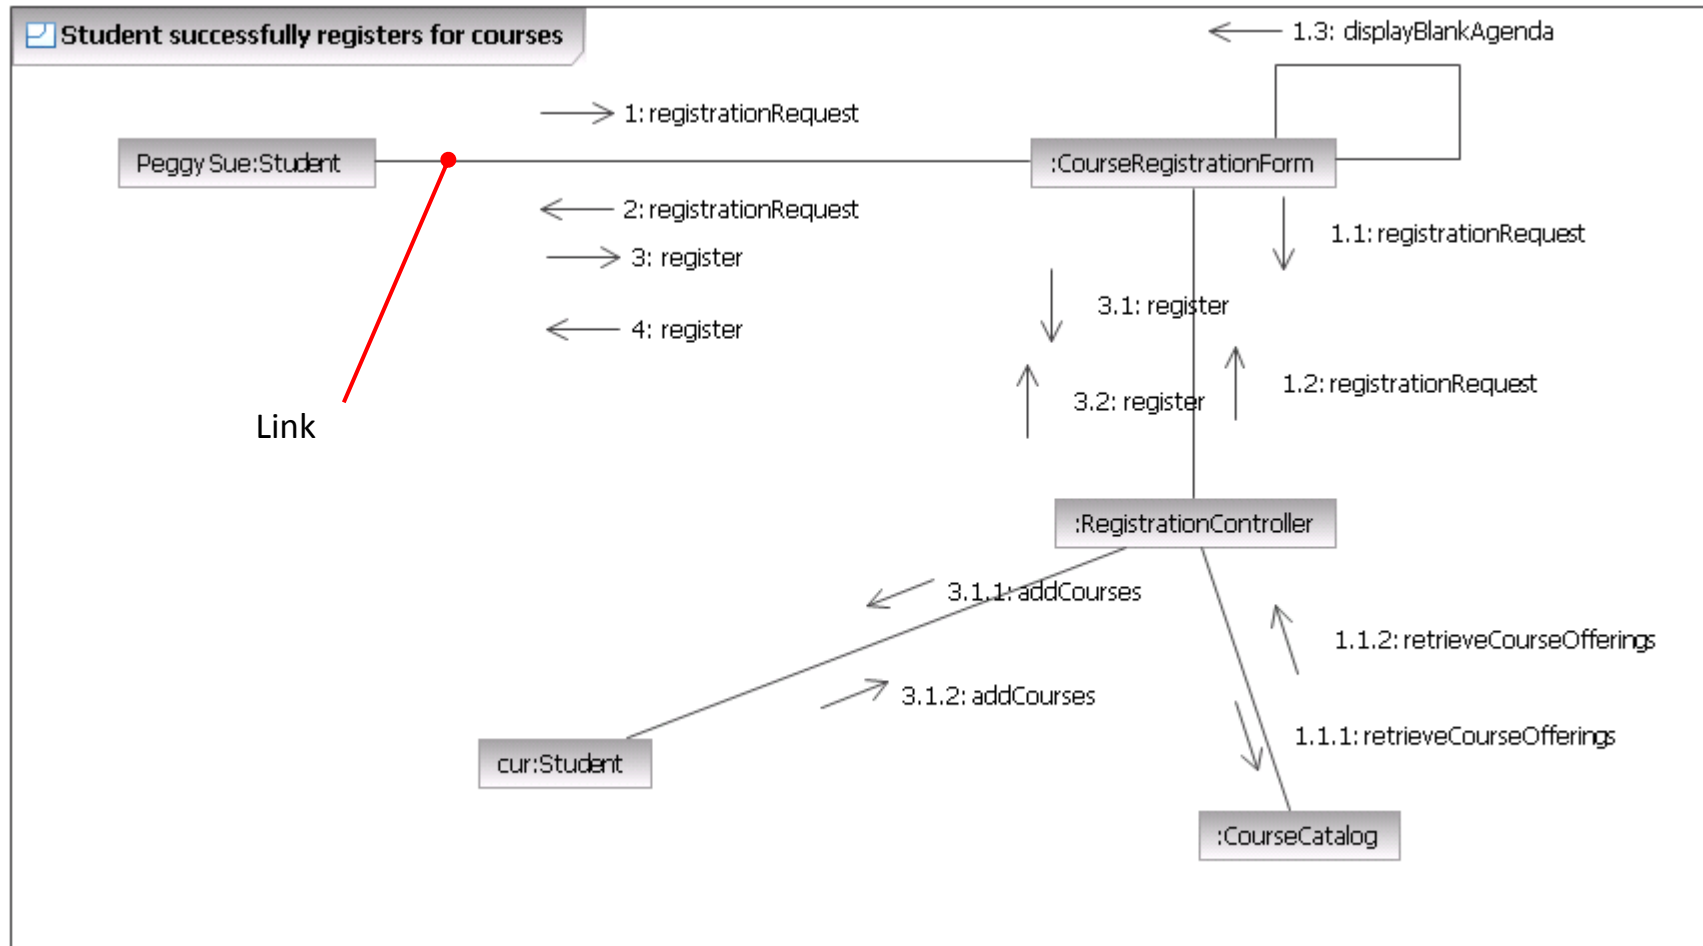 Student successfully registers for courses
1.3: displayBlankAgenda
1: registrationRequest
Peggy Sue:Student
:CourseRegistrationForm
2: registrationRequest
1.1: registrationRequest
3: register
3.1: register
4: register
1.2: registrationRequest
3.2: register
Link
:RegistrationController
3.1.1: addCourses
1.1.2: retrieveCourseOfferings
3.1.2: addCourses
1.1.1: retrieveCourseOfferings
cur:Student
:CourseCatalog